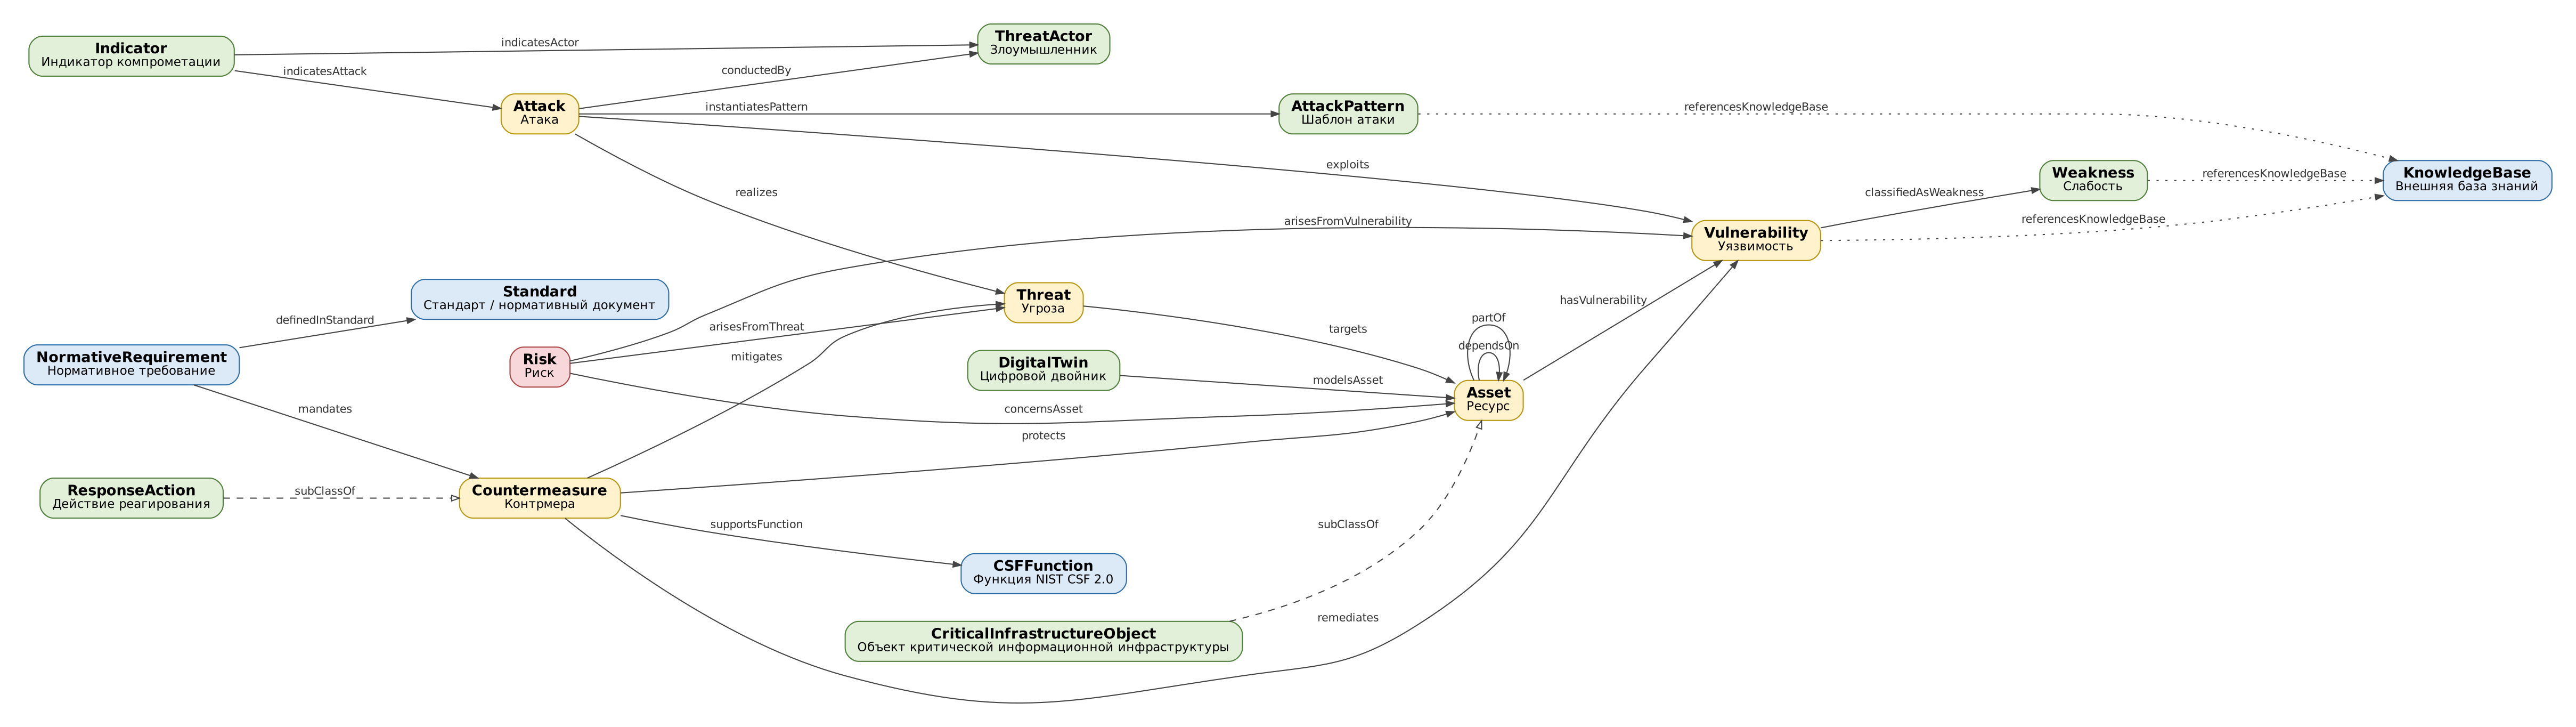 Indicator
Индикатор компрометации
indicatesActor
indicatesAttack
ThreatActor
Злоумышленник
conductedBy
Attack
Атака
instantiatesPattern
AttackPattern
Шаблон атаки
referencesKnowledgeBase
exploits
realizes
Weakness
Слабость
referencesKnowledgeBase
KnowledgeBase
Внешняя база знаний
classifiedAsWeakness
referencesKnowledgeBase
arisesFromVulnerability
Vulnerability
Уязвимость
Standard
Стандарт / нормативный документ
definedInStandard
Threat
Угроза
arisesFromThreat
targets
hasVulnerability
partOf
dependsOn
NormativeRequirement
Нормативное требование
Risk
Риск
mitigates
DigitalTwin
Цифровой двойник
modelsAsset
Asset
Ресурс
mandates
concernsAsset
protects
ResponseAction
Действие реагирования
subClassOf
Countermeasure
Контрмера
supportsFunction
subClassOf
CSFFunction
Функция NIST CSF 2.0
remediates
CriticalInfrastructureObject
Объект критической информационной инфраструктуры